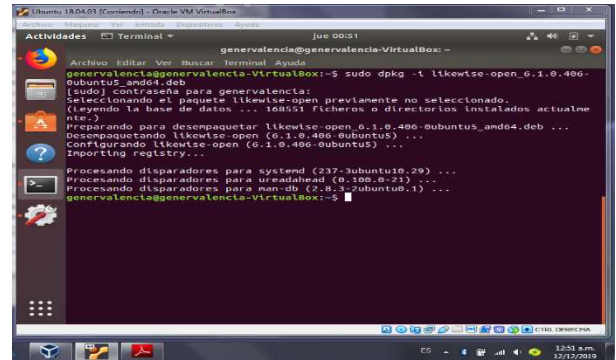 Ubuntu 18.04.03 [Corriendo] - Oracle VM VirtualBox
Archivo Máquina Ver Entrada Dispositivos Ayuda
Actividades Terminal jue 00:51
genervalencia@genervalencia-VirtualBox: ~
Archivo Editar Ver Buscar Terminal Ayuda
genervalencia@genervalencia-VirtualBox:~$ sudo dpkg -i likewise-open_6.1.0.406-
0ubuntu5_amd64.deb
[sudo] contraseña para genervalencia:
Seleccionando el paquete likewise-open previamente no seleccionado.
(Leyendo la base de datos ... 168551 ficheros o directorios instalados actualme
nte.)
Preparando para desempaquetar likewise-open_6.1.0.406-0ubuntu5_amd64.deb ...
Desempaquetando likewise-open (6.1.0.406-0ubuntu5) ...
Configurando likewise-open (6.1.0.406-0ubuntu5) ...
Importing registry...
Procesando disparadores para systemd (237-3ubuntu10.29) ...
Procesando disparadores para ureadahead (0.100.0-21) ...
Procesando disparadores para man-db (2.8.3-2ubuntu0.1) ...
genervalencia@genervalencia-VirtualBox:~$
CTRL DERECHA
ES 12:51 a.m.
12/12/2019